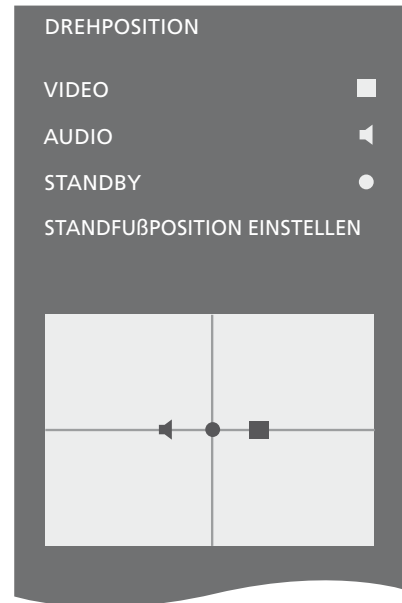 DREHPOSITION
VIDEO
AUDIO
STANDBY
STANDFUßPOSITION EINSTELLEN